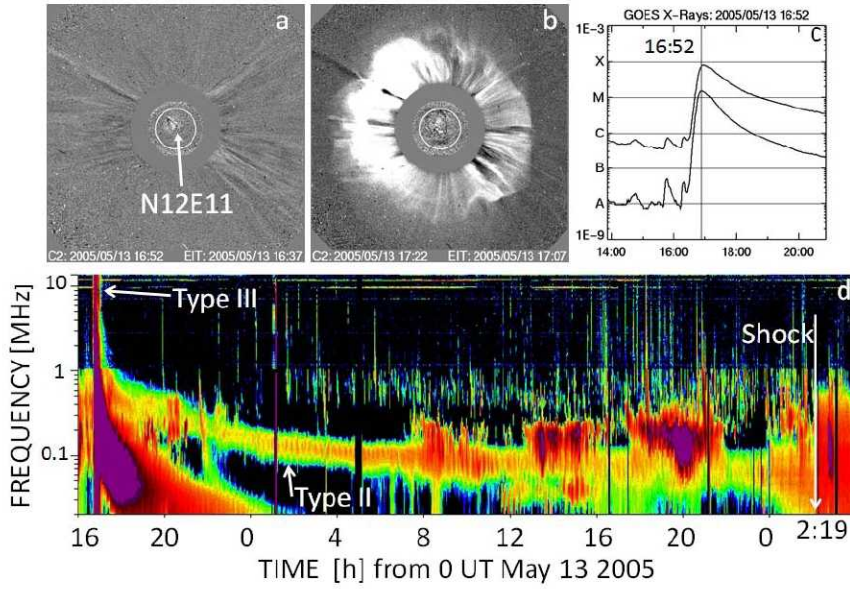 a
N12E11
C2: 2005/05/13 16:52 EIT: 2005/05/13 16:37
b
C2: 2005/05/13 17:22 EIT: 2005/05/13 17:07
GOES X-Rays: 2005/05/13 16:52
1E-3
16:52
C
X
M
C
B
A
1E-9
14:00 16:00 18:00 20:00
d
Type III
Shock
Type II
FREQUENCY [MHz]
10
1
0.1
16 20 0 4 8 12 16 20 0 2:19
TIME [h] from 0 UT May 13 2005